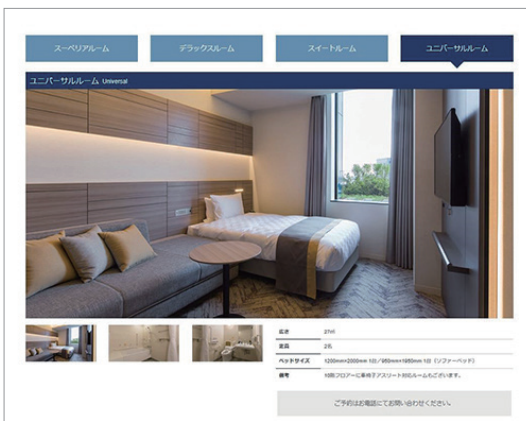 スーペリアルーム
デラックスルーム
スイートルーム
ユニバーサルルーム
ユニバーサルルーム Universal
広さ 21㎡
定員 2名
ベッドサイズ 1200mm×2000mm 1台/980mm×1980mm 1台(ソファーベッド)
備考 10階フロアーに車椅子アスリート対応ルームもございます。
ご予約はお電話にてお問い合わせください。